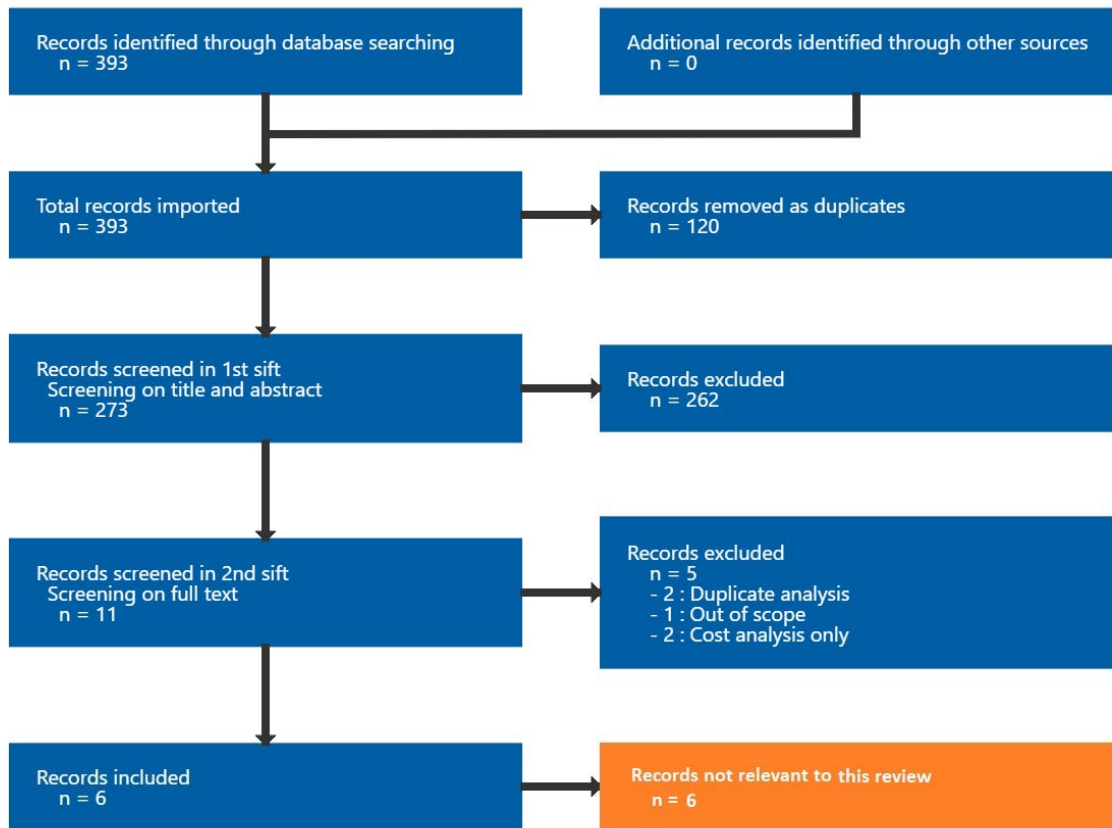 Records identified through database searching
n = 393
Additional records identified through other sources
n = 0
Total records imported
n = 393
Records removed as duplicates
n = 120
Records screened in 1st sift
Screening on title and abstract
n = 273
Records excluded
n = 262
Records screened in 2nd sift
Screening on full text
n = 11
Records excluded
n = 5
- 2 : Duplicate analysis
- 1 : Out of scope
- 2 : Cost analysis only
Records included
n = 6
Records not relevant to this review
n = 6